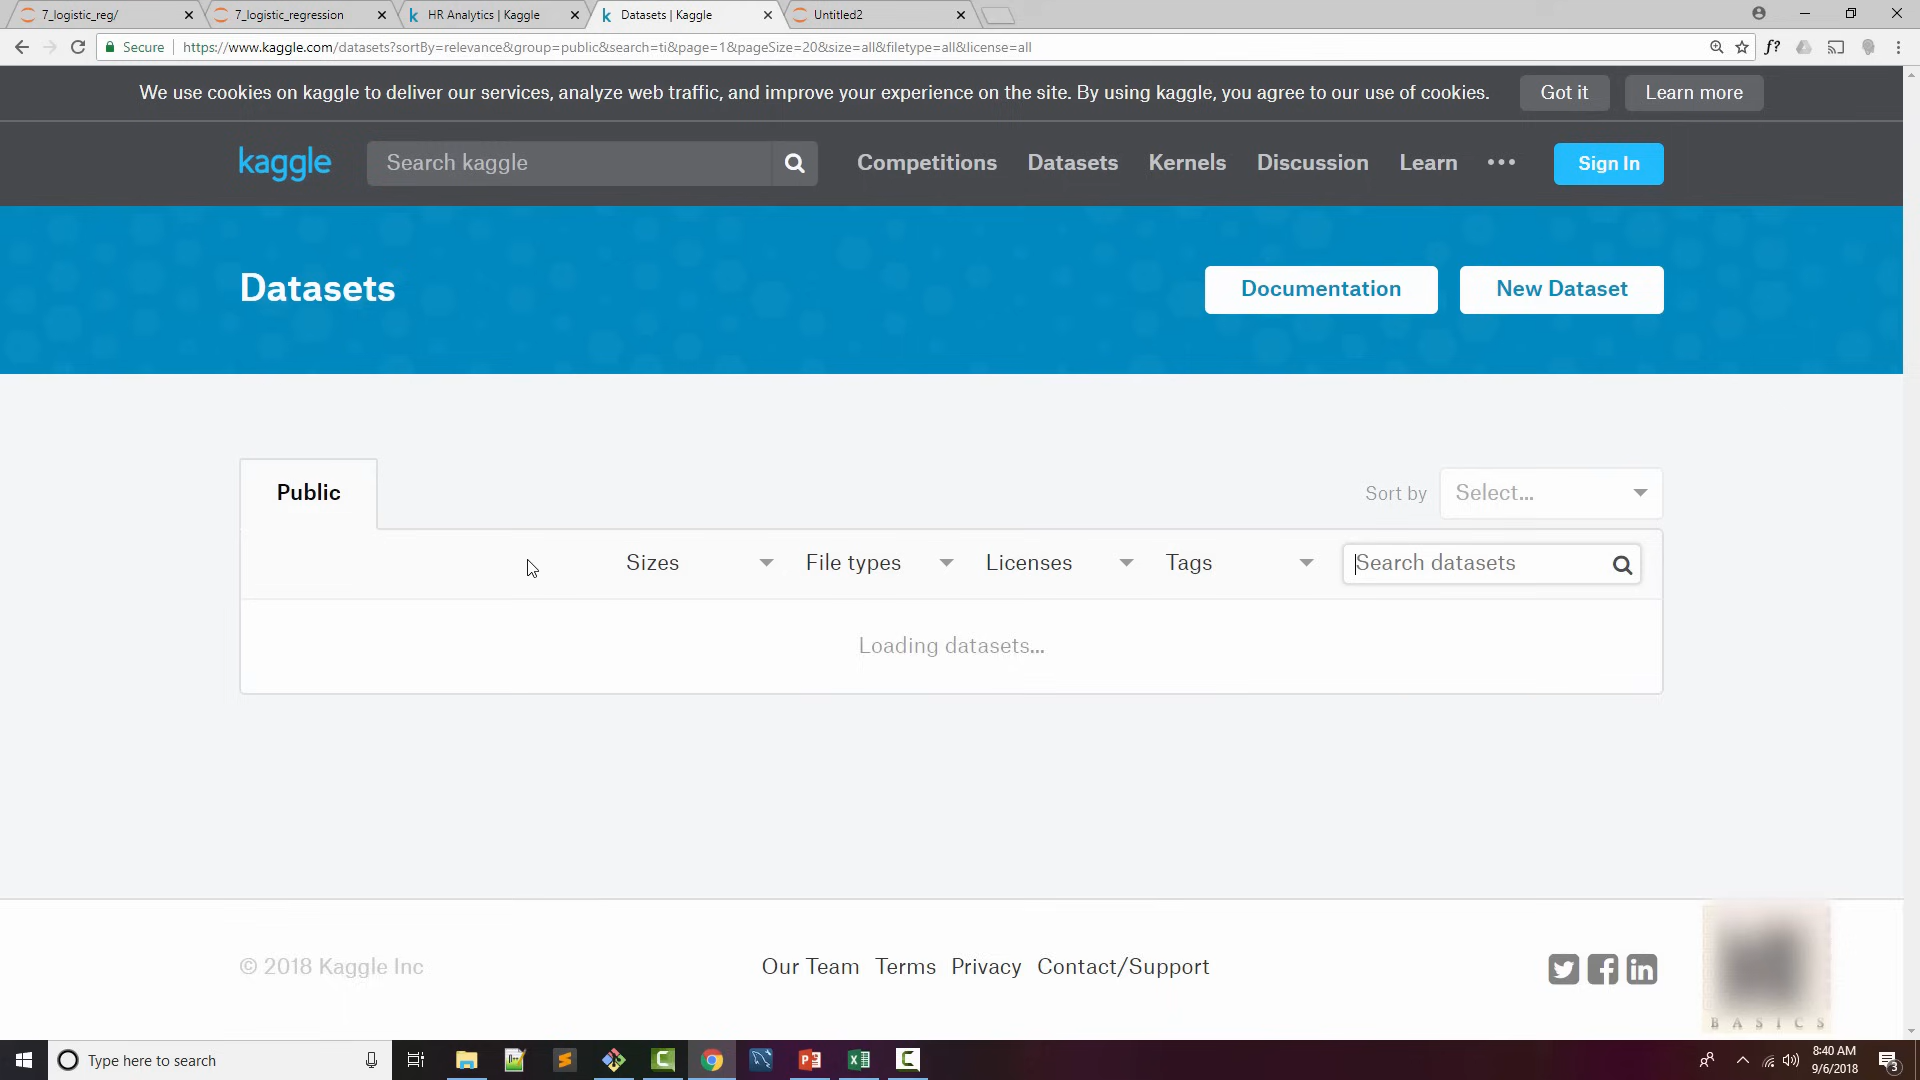 7_logistic_reg/
7_logistic_regression
HR Analytics | Kaggle
Datasets | Kaggle
Untitled2
Secure
https://www.kaggle.com/datasets?sortBy=relevance&group=public&search=ti&page=1&pageSize=20&size=all&filetype=all&license=all
f?
We use cookies on kaggle to deliver our services, analyze web traffic, and improve your experience on the site. By using kaggle, you agree to our use of cookies.
Got it
Learn more
kaggle
Search kaggle
Competitions
Datasets
Kernels
Discussion
Learn
Sign In
Datasets
Documentation
New Dataset
Public
Sort by
Select...
Sizes
File types
Licenses
Tags
Search datasets
Loading datasets...
© 2018 Kaggle Inc
Our Team
Terms
Privacy
Contact/Support
BASICS
Type here to search
8:40 AM
9/6/2018
3